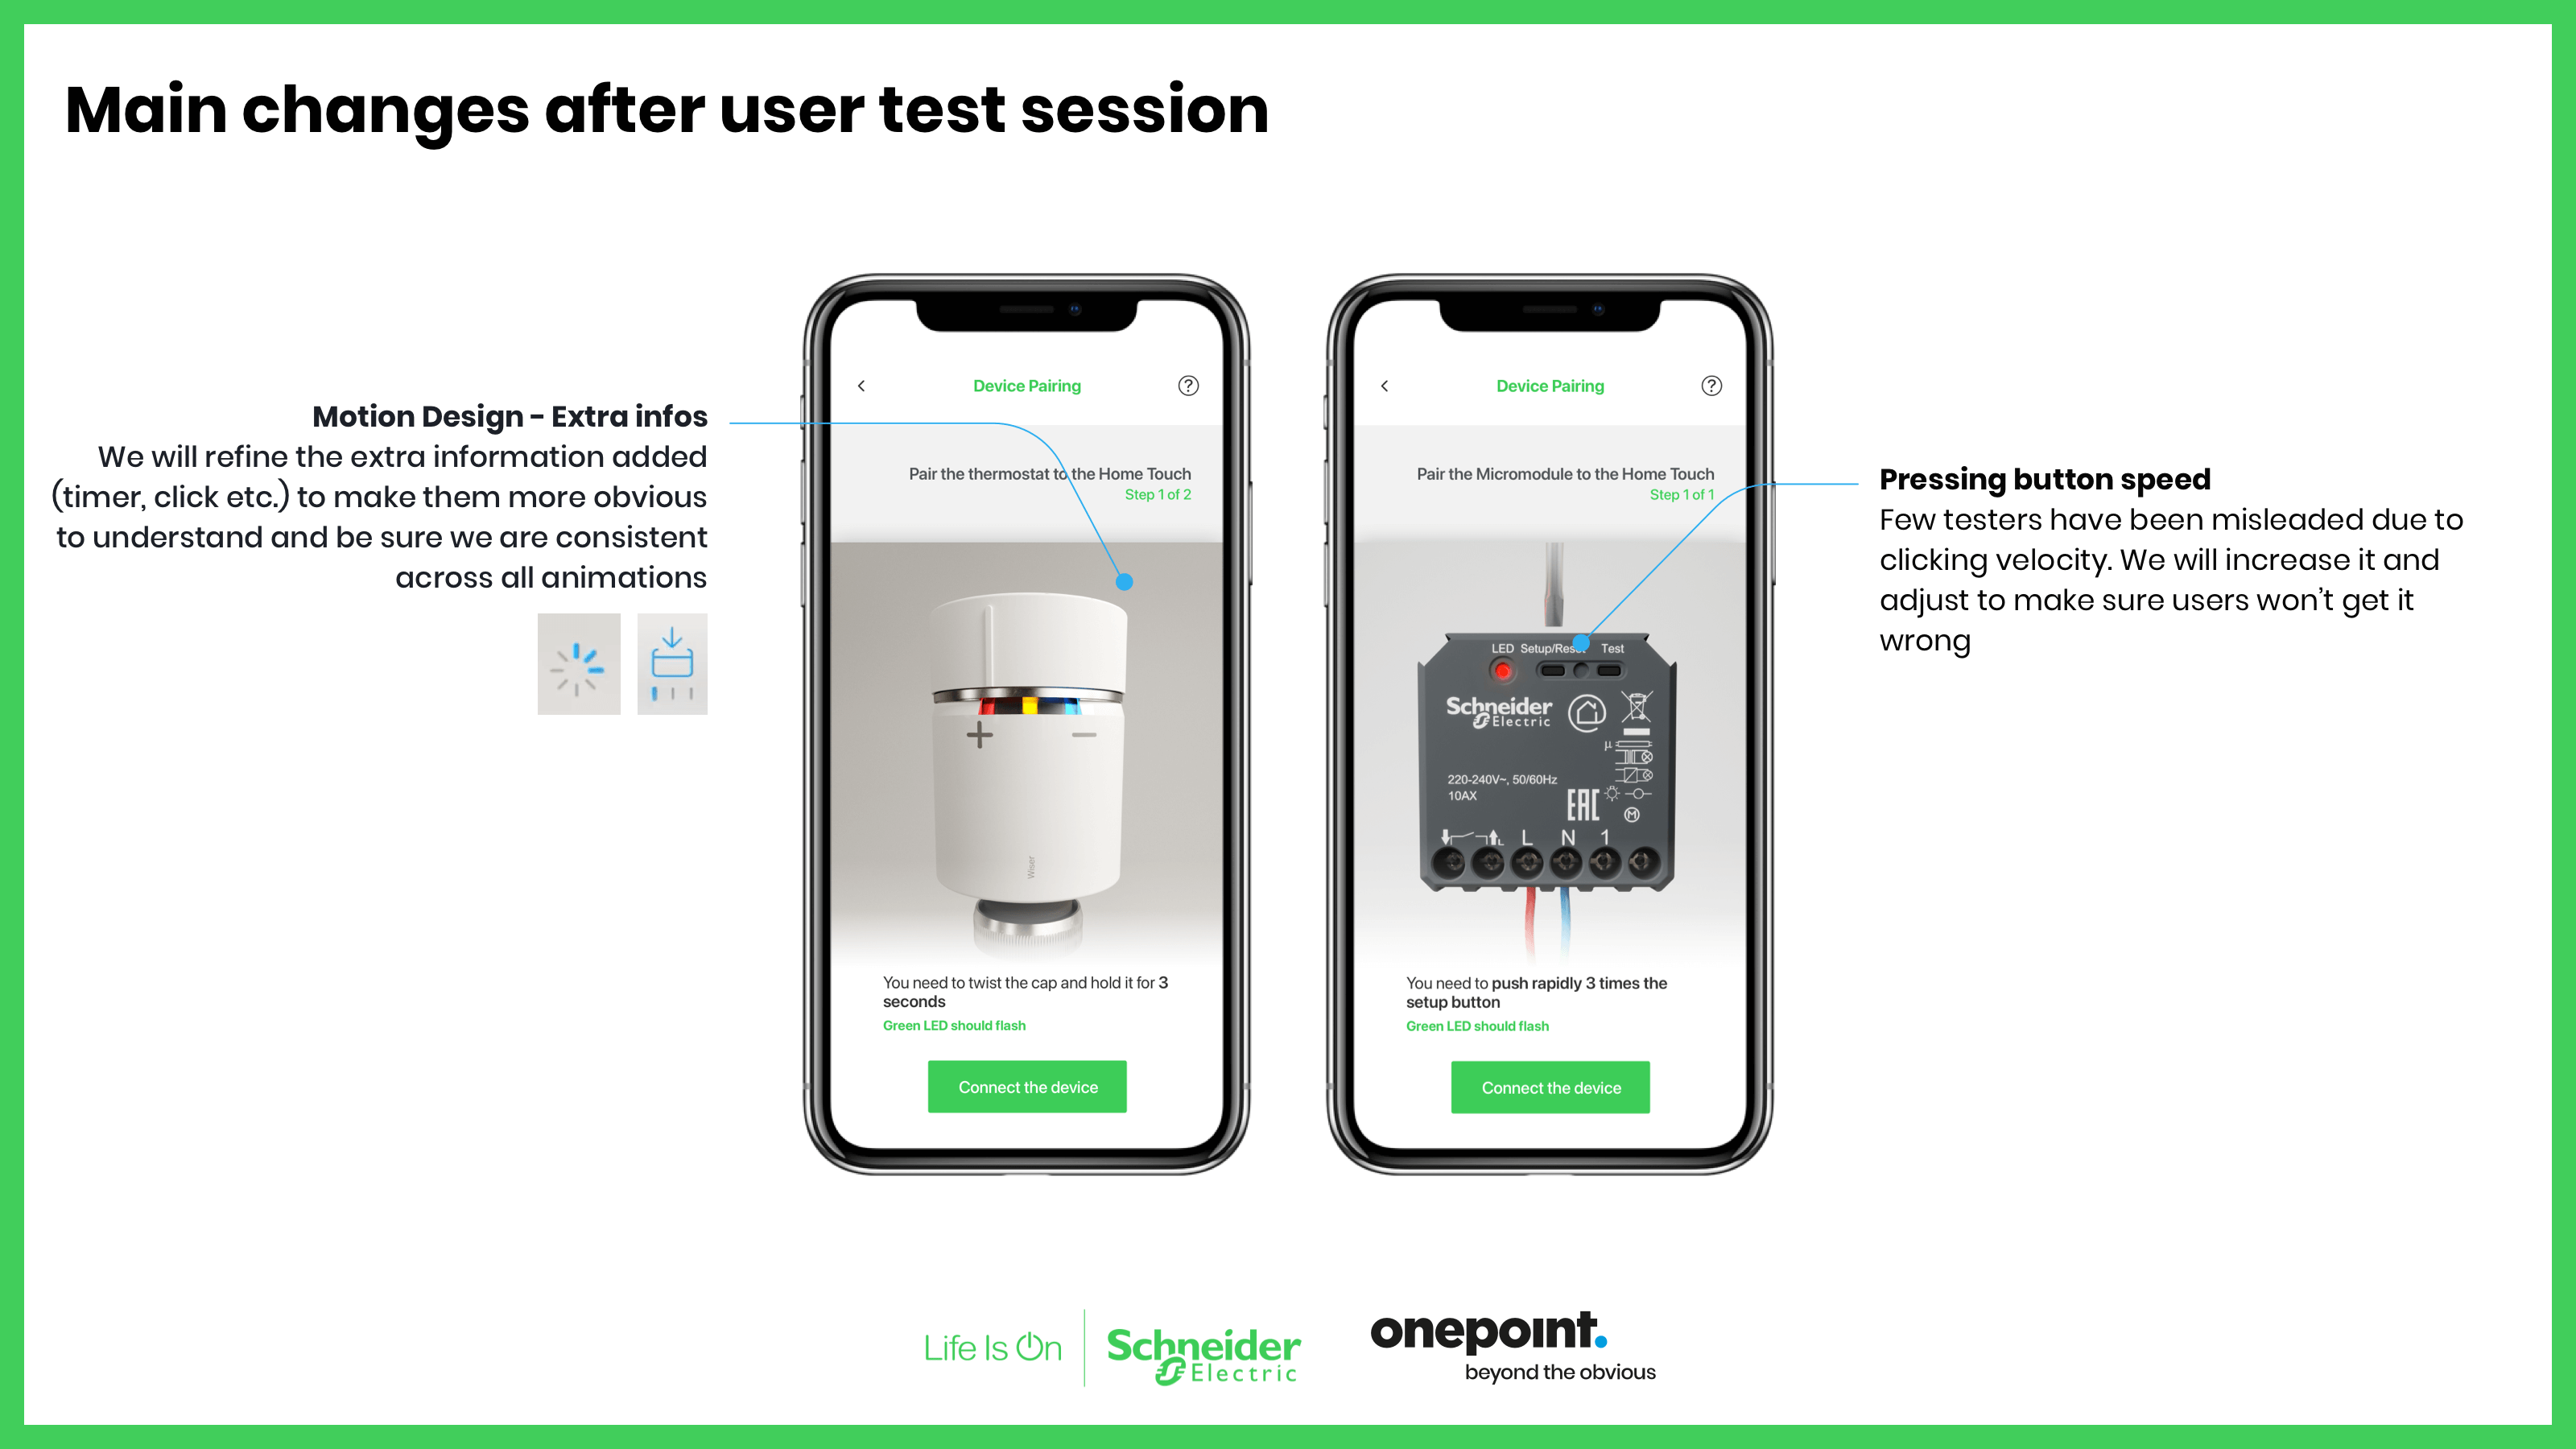 Main changes after user test session
Motion Design - Extra infos
We will refine the extra information added
(timer, click etc.) to make them more obvious
to understand and be sure we are consistent
across all animations
Device Pairing
?
Pair the thermostat to the Home Touch
Step 1 of 2
+ −
Wiser
You need to twist the cap and hold it for 3
seconds
Green LED should flash
Connect the device
Device Pairing
?
Pair the Micromodule to the Home Touch
Step 1 of 1
LED Setup/Reset Test
Schneider
Electric
µ
220-240V~, 50/60Hz
10AX
EAC
M
L L N 1
You need to push rapidly 3 times the
setup button
Green LED should flash
Connect the device
Pressing button speed
Few testers have been misleaded due to
clicking velocity. We will increase it and
adjust to make sure users won't get it
wrong
Life Is On
Schneider
Electric
onepoint.
beyond the obvious